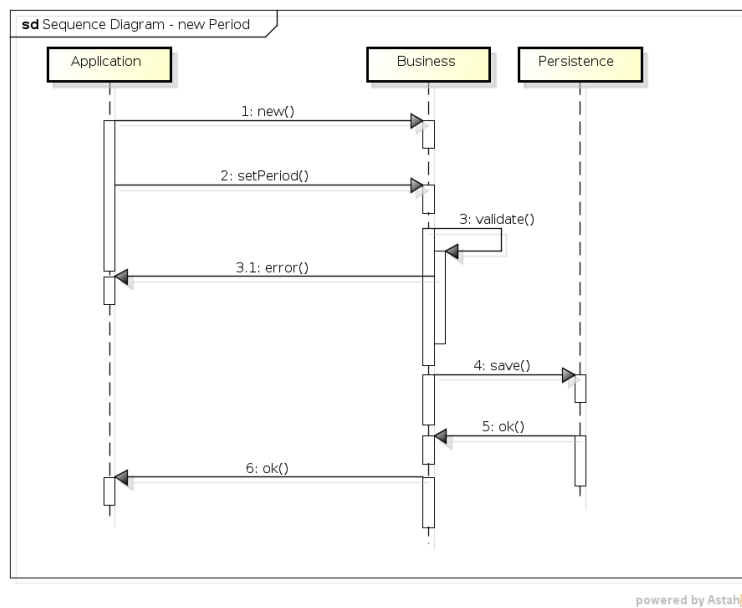 sd Sequence Diagram - new Period
Application Business Persistence
1: new()
2: setPeriod()
3: validate()
3.1: error()
4: save()
5: ok()
6: ok()
powered by Astah